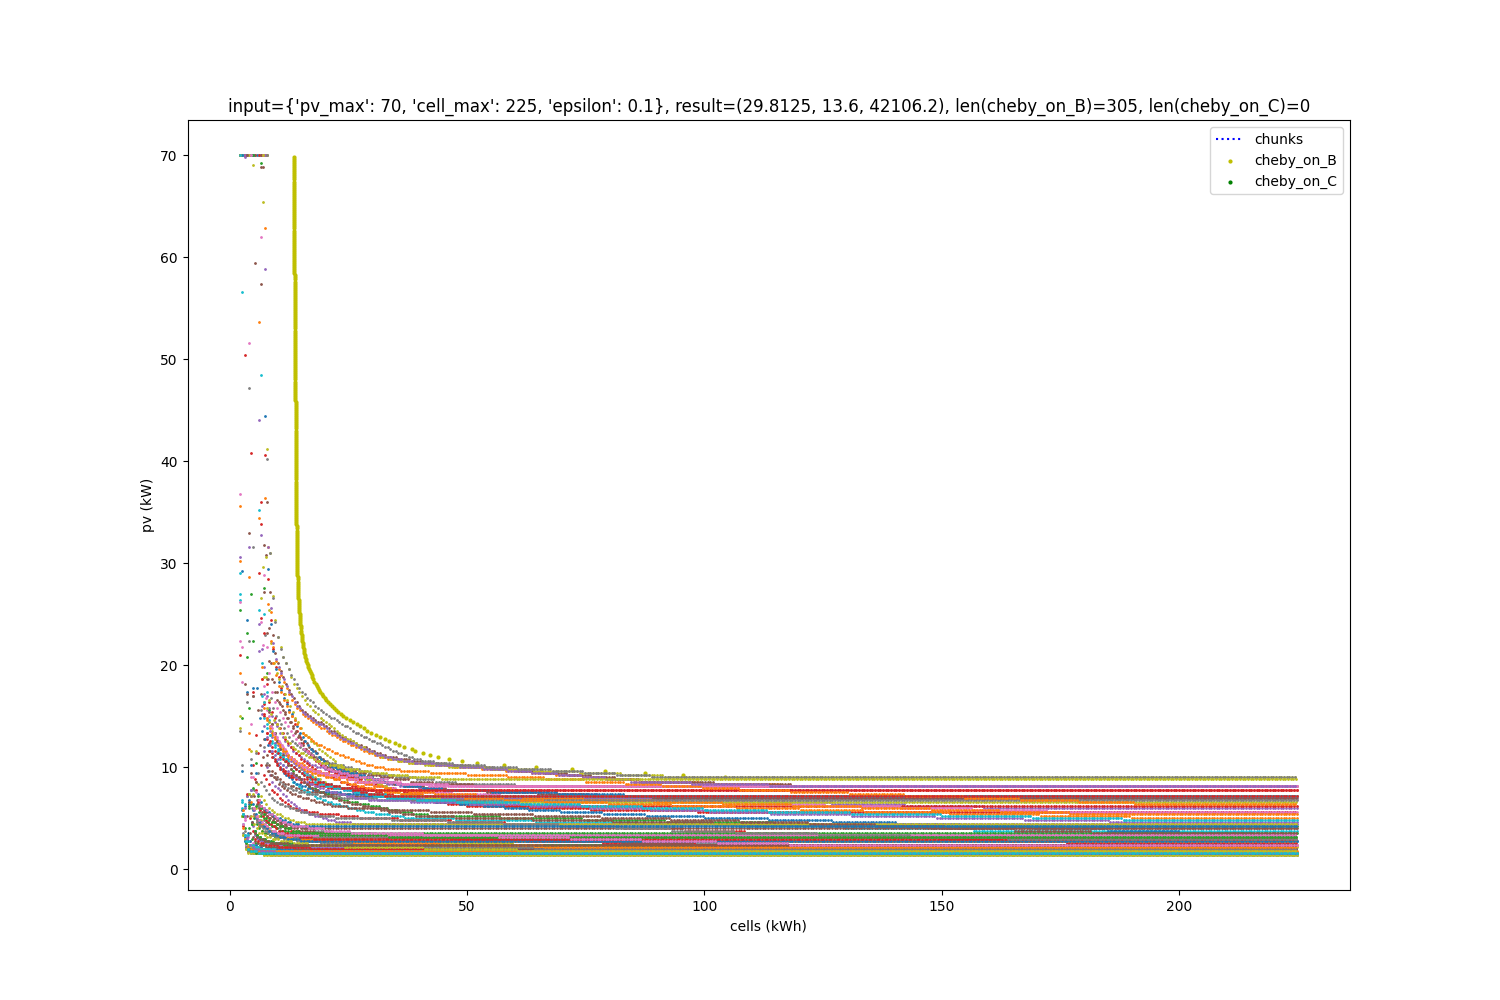 input={'pv_max': 70, 'cell_max': 225, 'epsilon': 0.1}, result=(29.8125, 13.6, 42106.2), len(cheby_on_B)=305, len(cheby_on_C)=0
chunks
cheby_on_B
cheby_on_C
70
60
50
40
30
20
10
0
pv (kW)
0 50 100 150 200
cells (kWh)